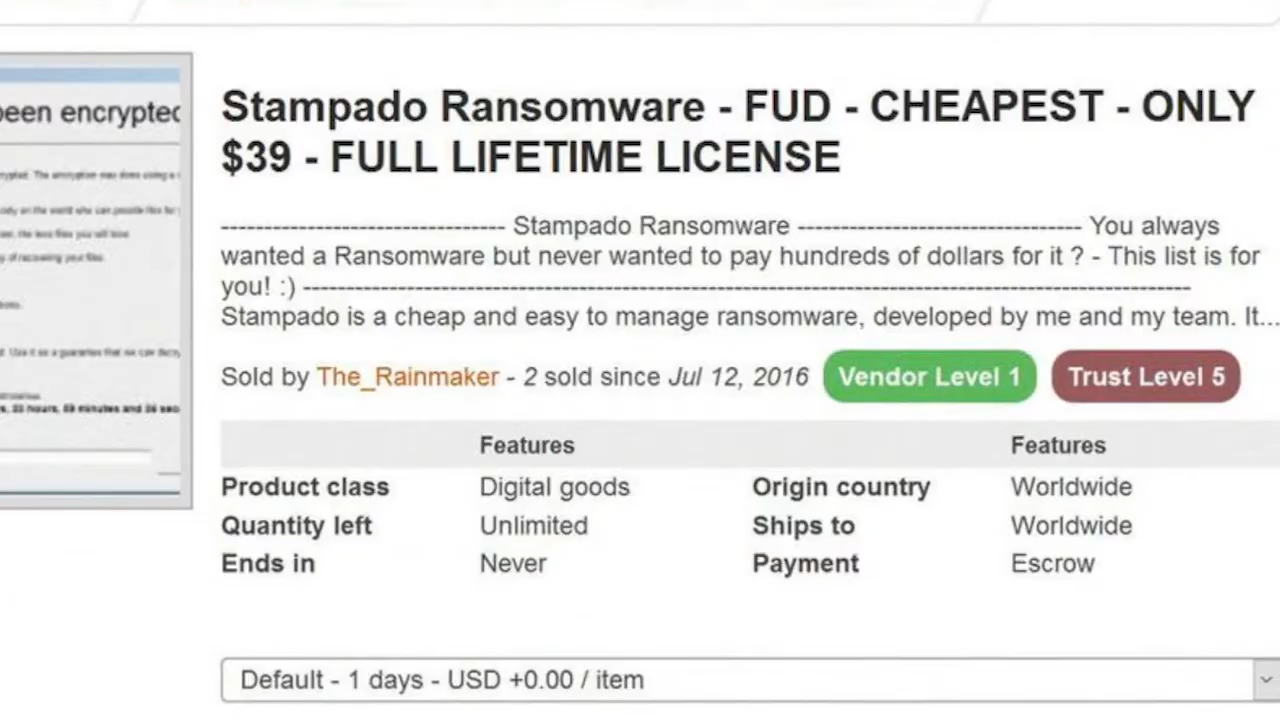 been encrypted
Stampado Ransomware - FUD - CHEAPEST - ONLY
$39 - FULL LIFETIME LICENSE
-------------------------------- Stampado Ransomware -------------------------------- You always
wanted a Ransomware but never wanted to pay hundreds of dollars for it ? - This list is for
you! :) ----------------------------------------------------------------------------------------------------
Stampado is a cheap and easy to manage ransomware, developed by me and my team. It...
Sold by The_Rainmaker - 2 sold since Jul 12, 2016 Vendor Level 1 Trust Level 5
Features Features
Product class Digital goods Origin country Worldwide
Quantity left Unlimited Ships to Worldwide
Ends in Never Payment Escrow
Default - 1 days - USD +0.00 / item